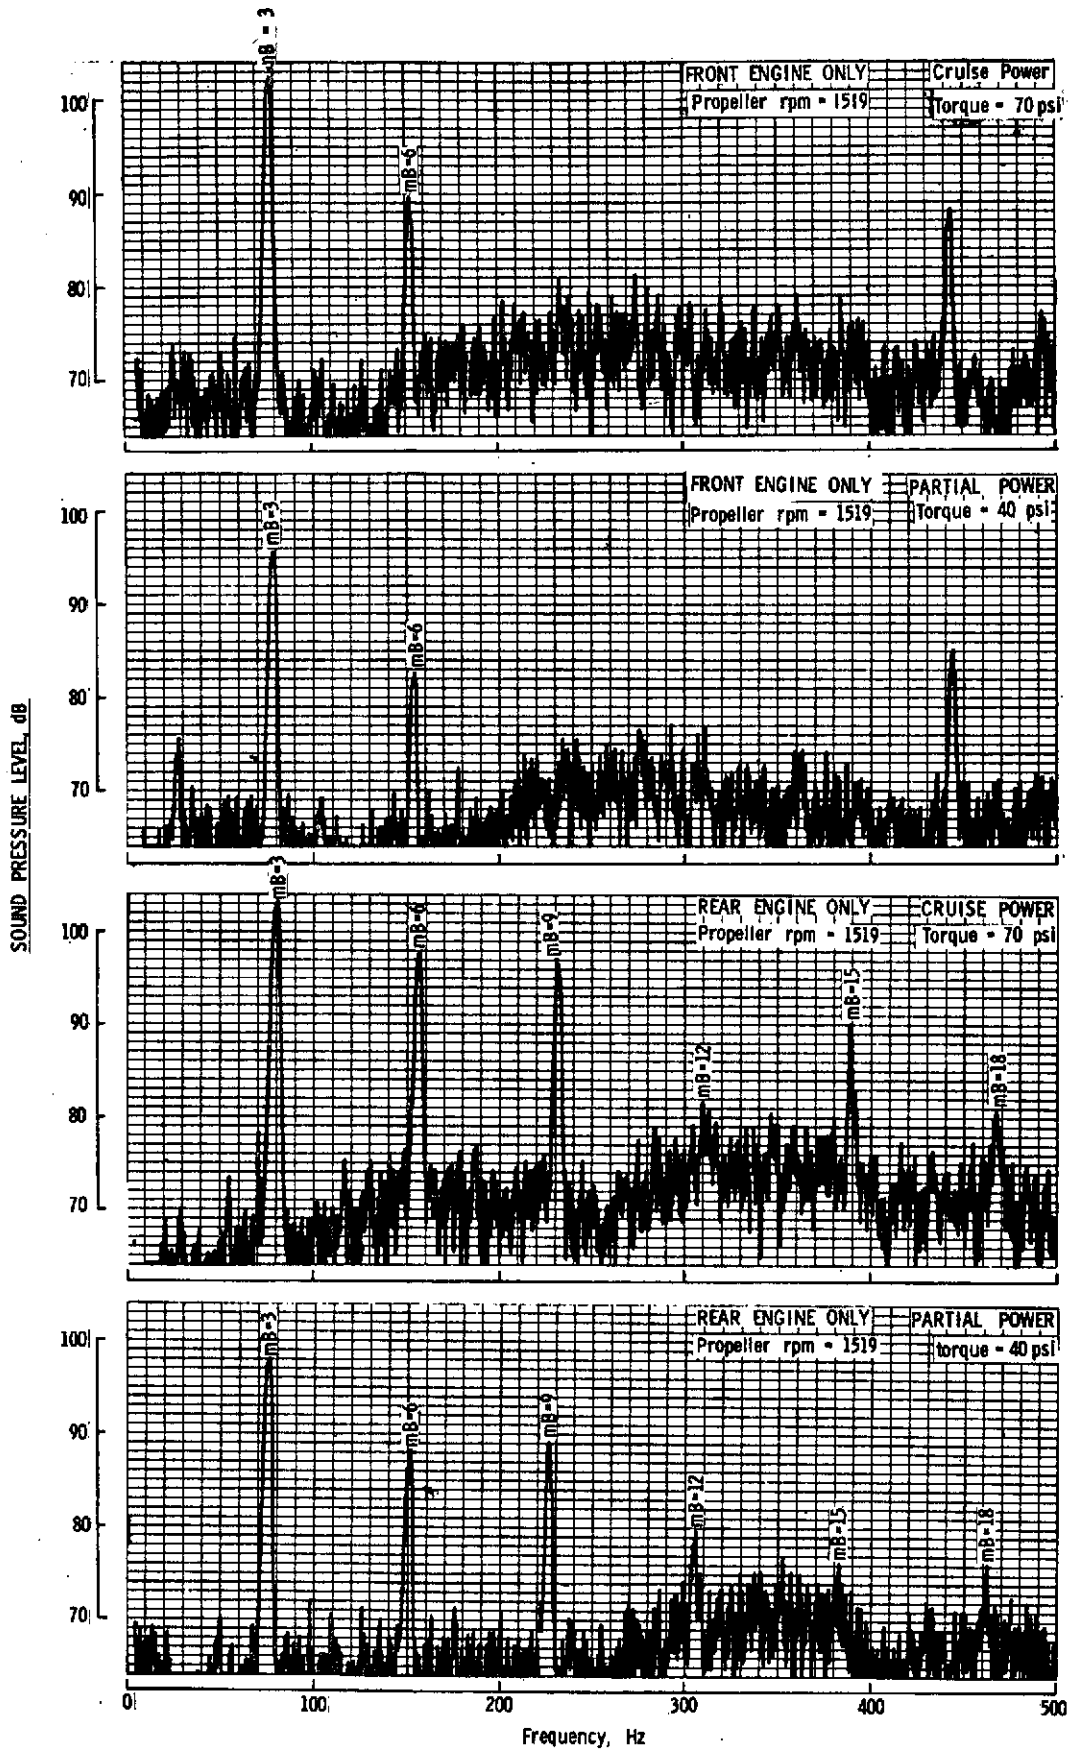 mB = 3
FRONT ENGINE ONLY
Cruise Power
100
Propeller rpm = 1519
Torque = 70 psi
mB=6
90
80
70
FRONT ENGINE ONLY
PARTIAL POWER
100
Propeller rpm = 1519
Torque = 40 psi
mB=3
90
mB=6
80
70
SOUND PRESSURE LEVEL, dB
mB=3
REAR ENGINE ONLY
CRUISE POWER
100
Propeller rpm = 1519
Torque = 70 psi
mB=6
mB=9
mB=15
90
mB=12
mB=18
80
70
REAR ENGINE ONLY
PARTIAL POWER
100
Propeller rpm = 1519
torque = 40 psi
mB=3
mB=6
mB=9
90
mB=12
mB=15
mB=18
80
70
0 100 200 300 400 500
Frequency, Hz